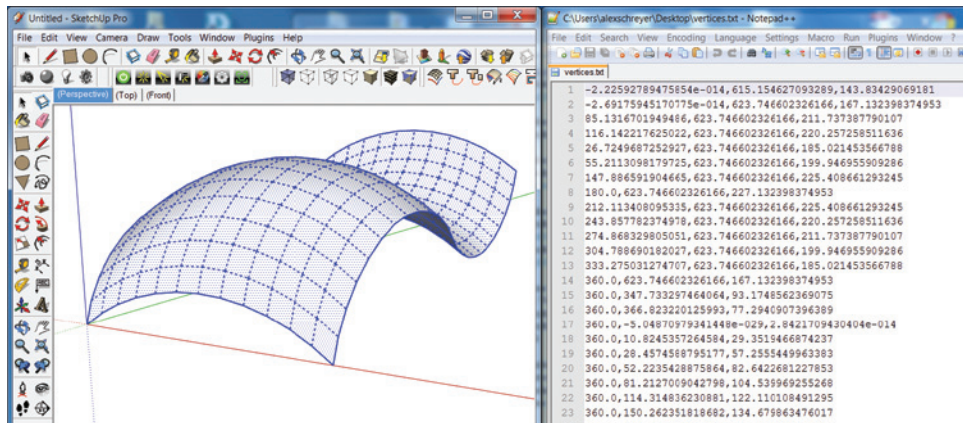 Untitled - SketchUp Pro
File Edit View Camera Draw Tools Window Plugins Help
(Perspective) (Top) (Front)
C:\Users\alexschreyer\Desktop\vertices.txt - Notepad++
File Edit Search View Encoding Language Settings Macro Run Plugins Window ?
vertices.txt
1 -2.22592789475854e-014,615.154627093289,143.83429069181
2 -2.69175945170775e-014,623.746602326166,167.132398374953
3 85.1316701949486,623.746602326166,211.737387790107
4 116.142217625022,623.746602326166,220.257258511636
5 26.7249687252927,623.746602326166,185.021453566788
6 55.2113098179725,623.746602326166,199.946955909286
7 147.886591904665,623.746602326166,225.408661293245
8 180.0,623.746602326166,227.132398374953
9 212.113408095335,623.746602326166,225.408661293245
10 243.857782374978,623.746602326166,220.257258511636
11 274.868329805051,623.746602326166,211.737387790107
12 304.788690182027,623.746602326166,199.946955909286
13 333.275031274707,623.746602326166,185.021453566788
14 360.0,623.746602326166,167.132398374953
15 360.0,347.733297464064,93.1748562369075
16 360.0,366.823220125993,77.2940907396389
17 360.0,-5.04870979341448e-029,2.8421709430404e-014
18 360.0,10.8245357264584,29.3519466874237
19 360.0,28.4574588795177,57.2555449963383
20 360.0,52.2235428875864,82.6422681227853
21 360.0,81.2127009042798,104.539969255268
22 360.0,114.314836230881,122.110108491295
23 360.0,150.262351818682,134.679863476017